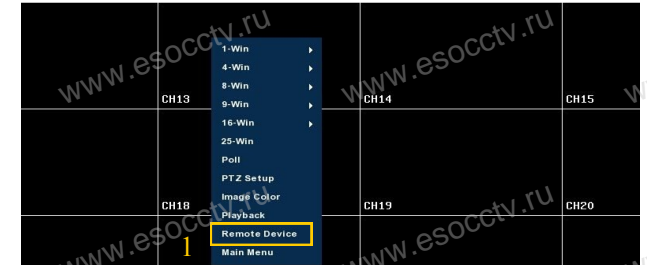 1-Win
4-Win
8-Win
9-Win
16-Win
25-Win
Poll
PTZ Setup
Image Color
Playback
Remote Device
Main Menu
1
CH13
CH14
CH15
CH18
CH19
CH20
www.esocctv.ru
www.esocctv.ru
www.esocctv.ru
www.esocctv.ru